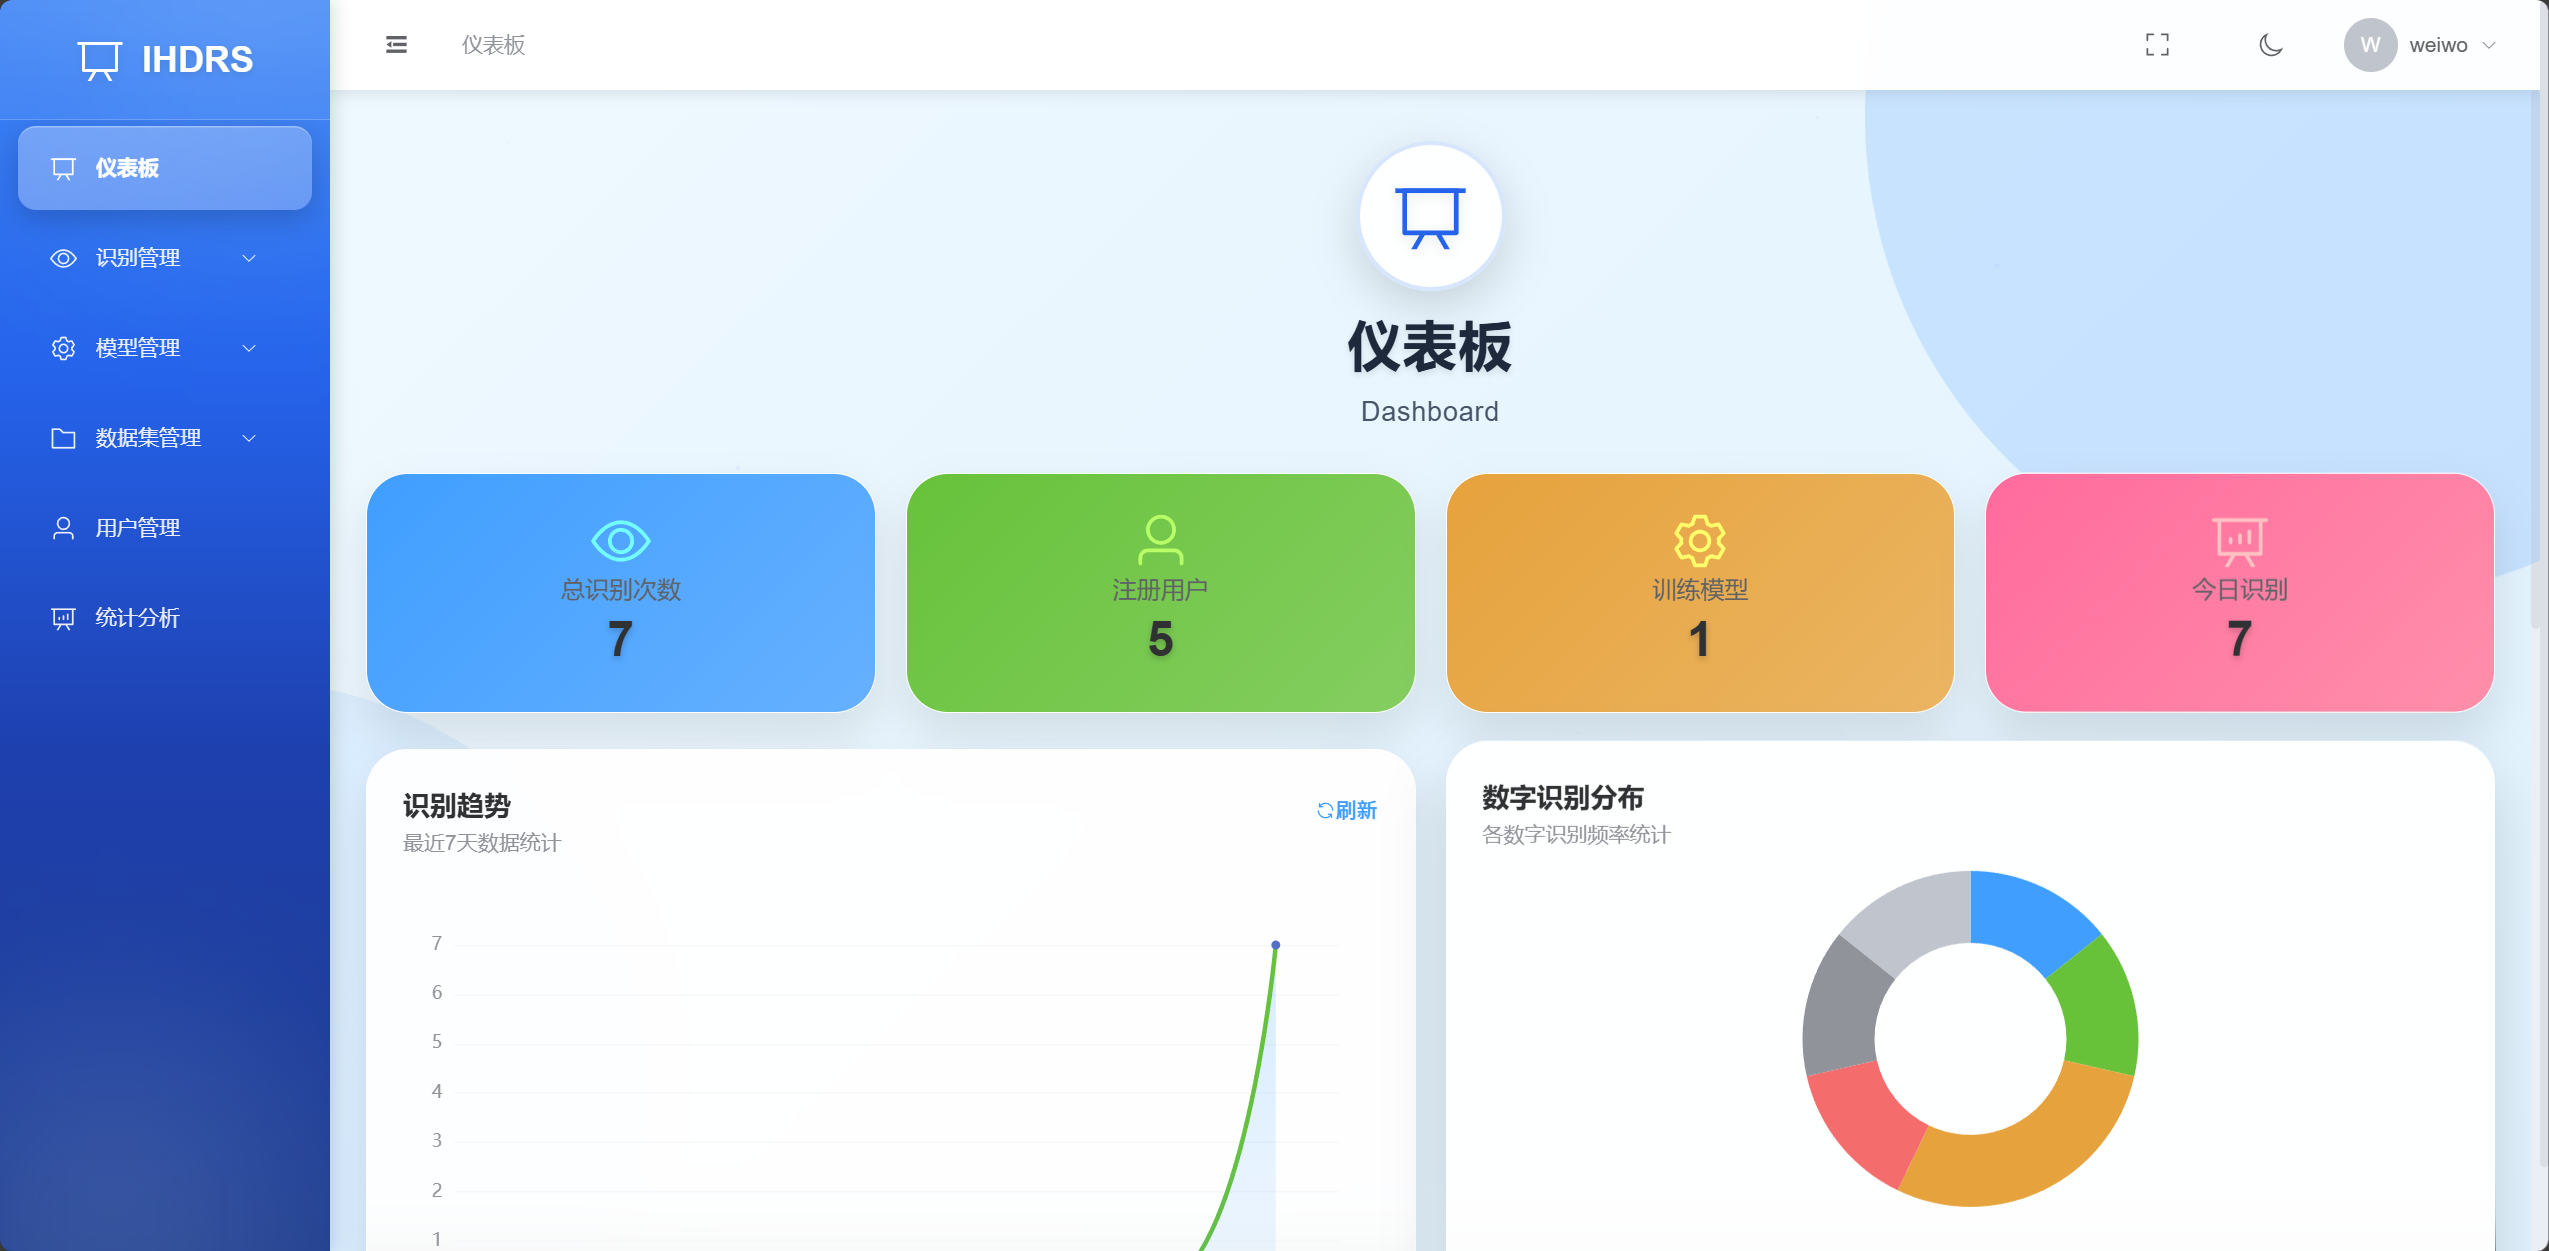 IHDRS
仪表板
识别管理
模型管理
数据集管理
用户管理
统计分析
仪表板
W
weiwo
仪表板
Dashboard
总识别次数
7
注册用户
5
训练模型
1
今日识别
7
识别趋势
刷新
最近7天数据统计
7
6
5
4
3
2
1
数字识别分布
各数字识别频率统计